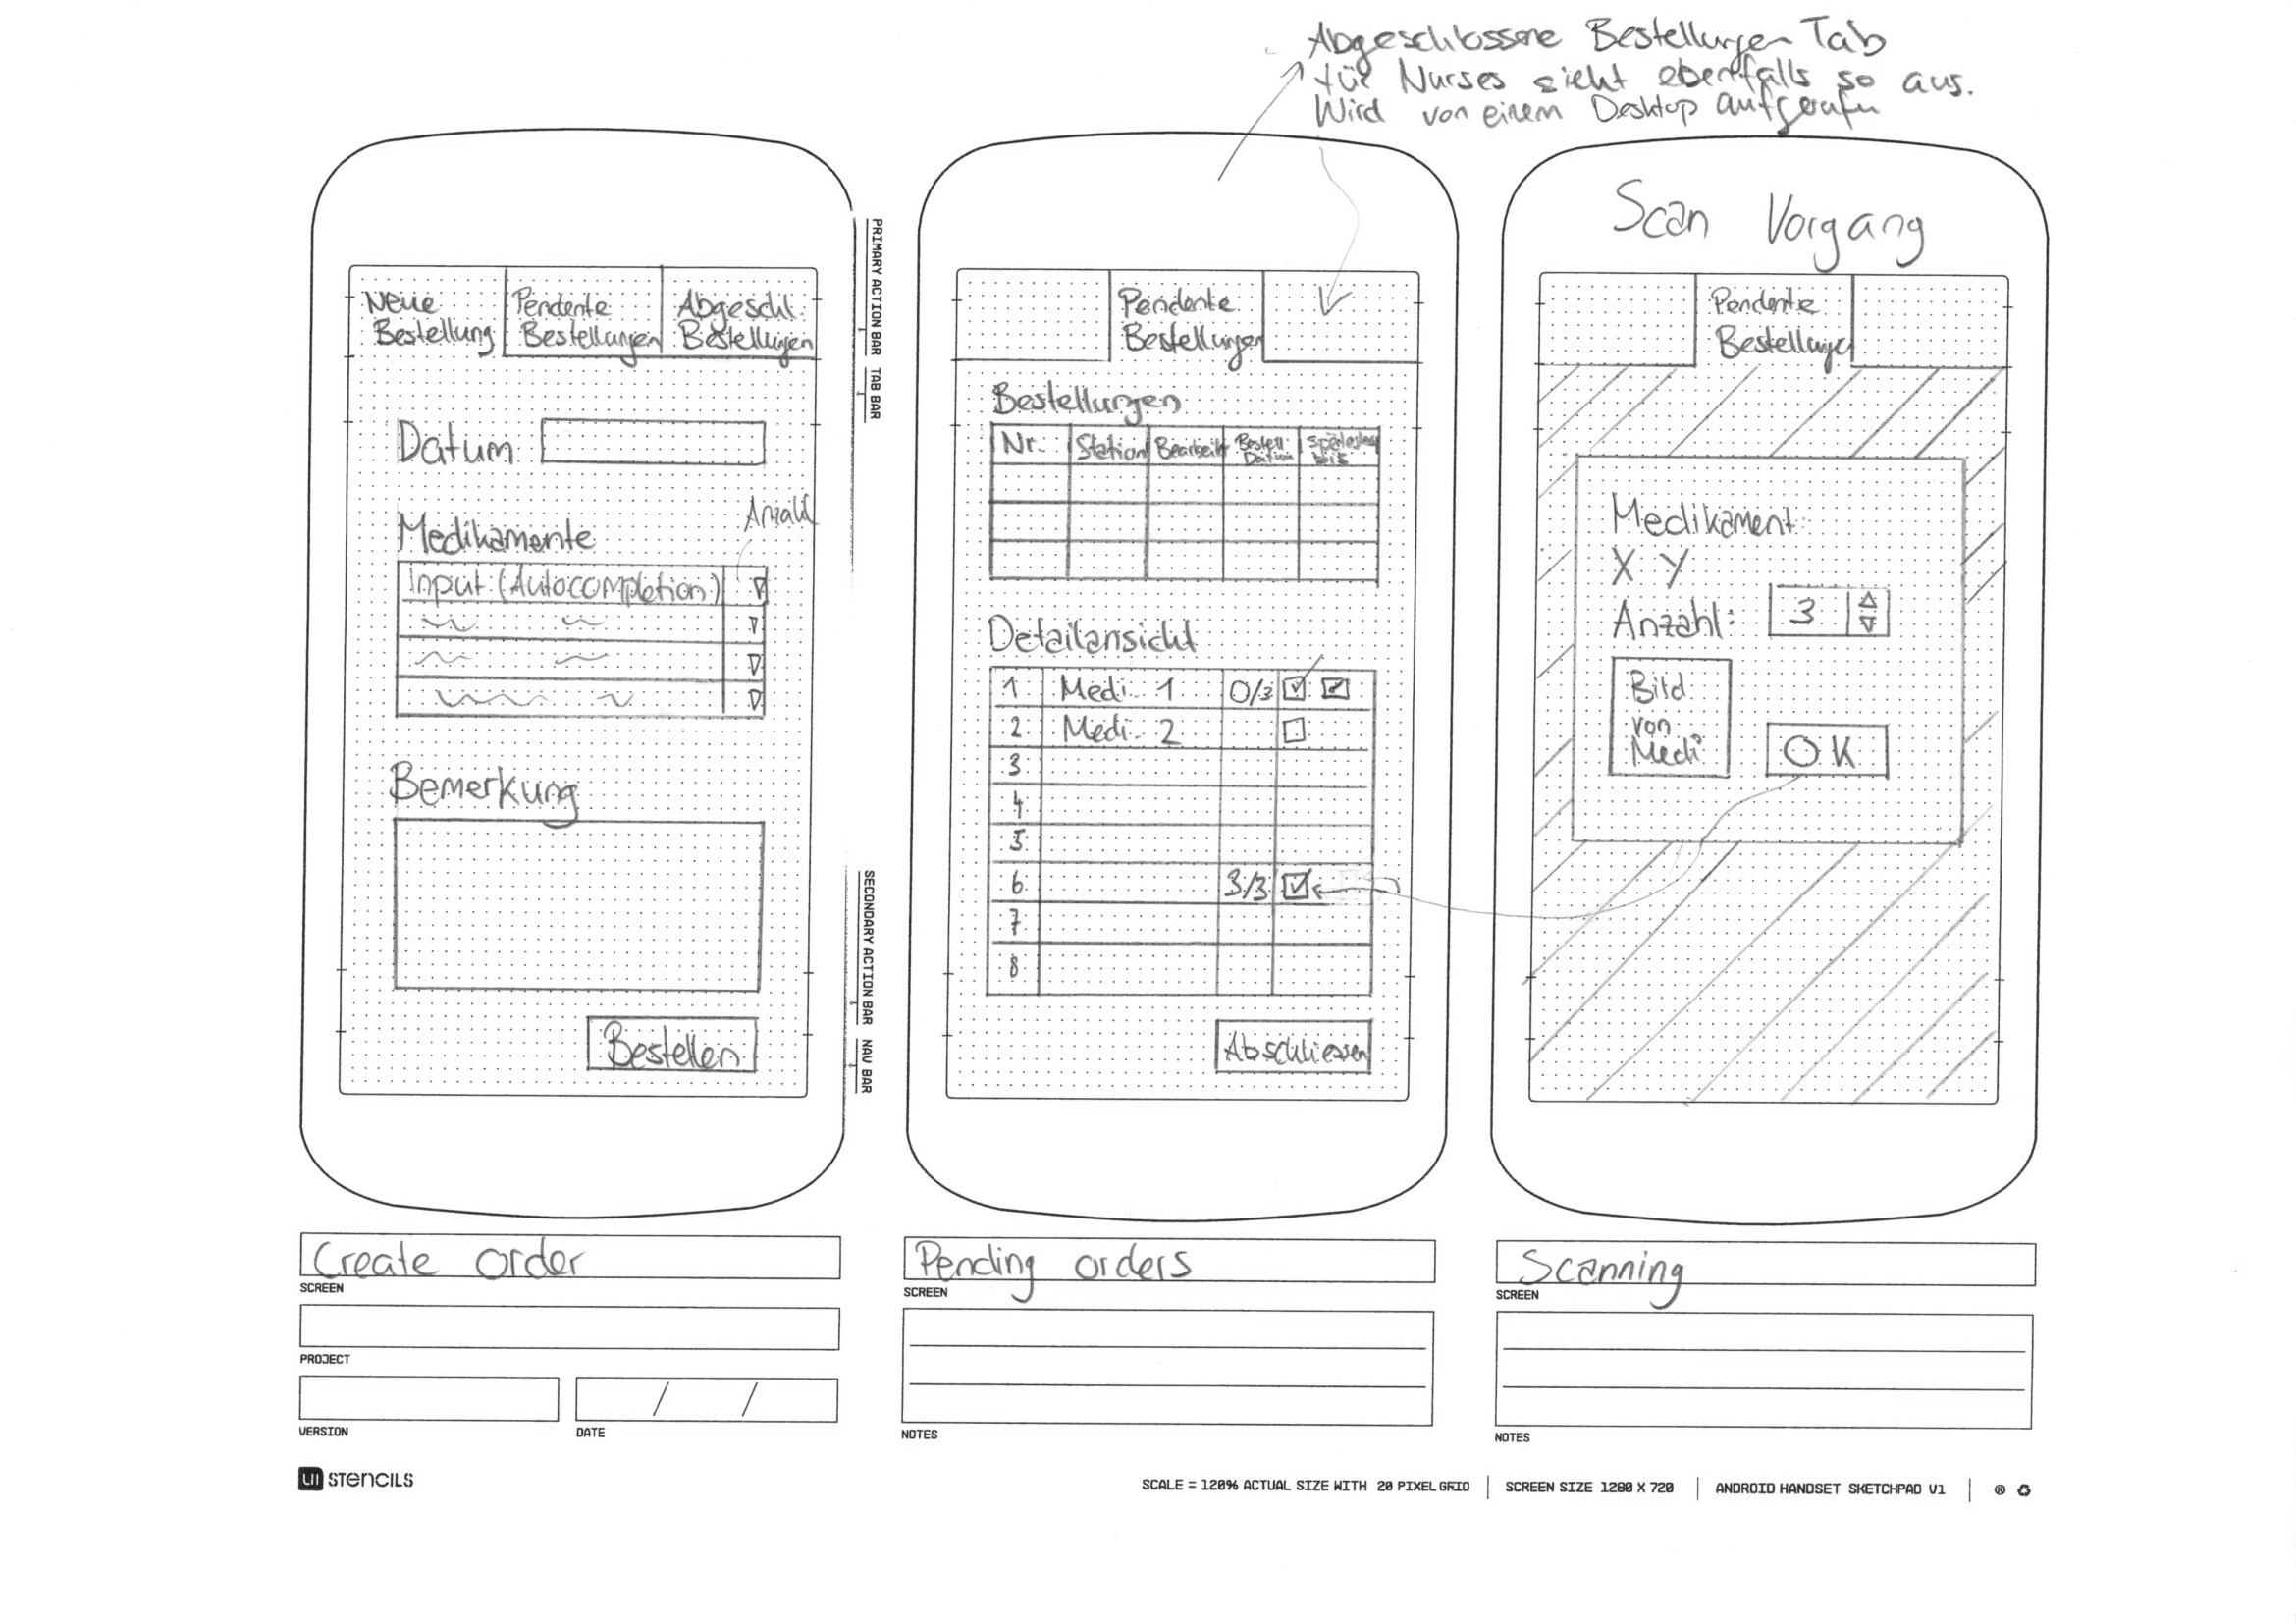 Abgeschlossene Bestellungen Tab
für Nurses sieht ebenfalls so aus.
Wird von einem Desktop aufgerufen
Neue
Bestellung
Pendente
Bestellungen
Abgeschl.
Bestellungen
Datum
Anzahl
Medikamente
Input (Autocompletion)
Bemerkung
Bestellen
PRIMARY ACTION BAR
TAB BAR
SECONDARY ACTION BAR
NAV BAR
Pendente
Bestellungen
Bestellungen
Nr. Station Bearbeit Bestell Datum spätestens bis
Detailansicht
1 Medi 1 0/3
2 Medi 2
3
4
5
6 3/3
7
8
Abschliessen
Scan Vorgang
Pendente
Bestellungen
Medikament
X Y
Anzahl: 3
Bild
von
Medi
OK
Create order
SCREEN
PROJECT
/ /
VERSION
DATE
Pending orders
SCREEN
NOTES
Scanning
SCREEN
NOTES
UI STENCILS
SCALE = 120% ACTUAL SIZE WITH 20 PIXEL GRID
SCREEN SIZE 1280 X 720
ANDROID HANDSET SKETCHPAD V1
®